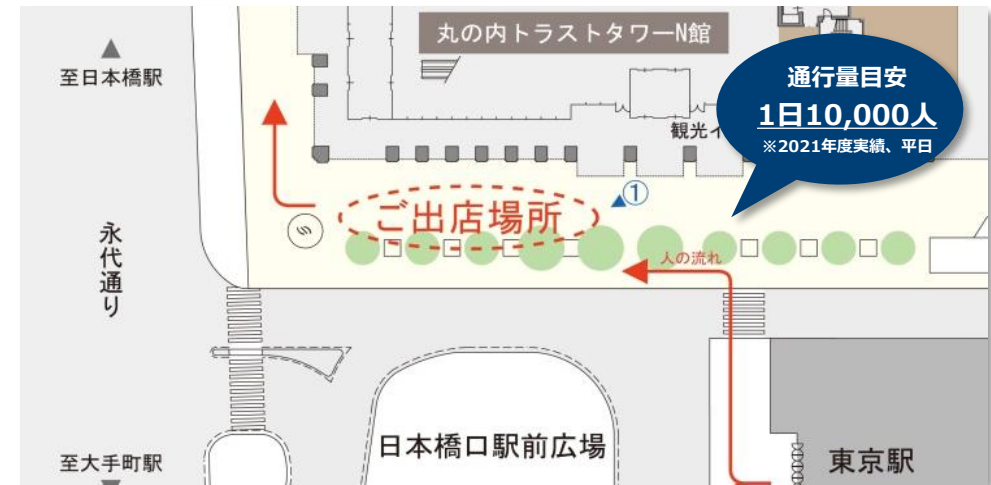 丸の内トラストタワーN館
至日本橋駅
通行量目安
1日10,000人
※2021年度実績、平日
観光イ
①
ご出店場所
永代通り
人の流れ
日本橋口駅前広場
至大手町駅
東京駅